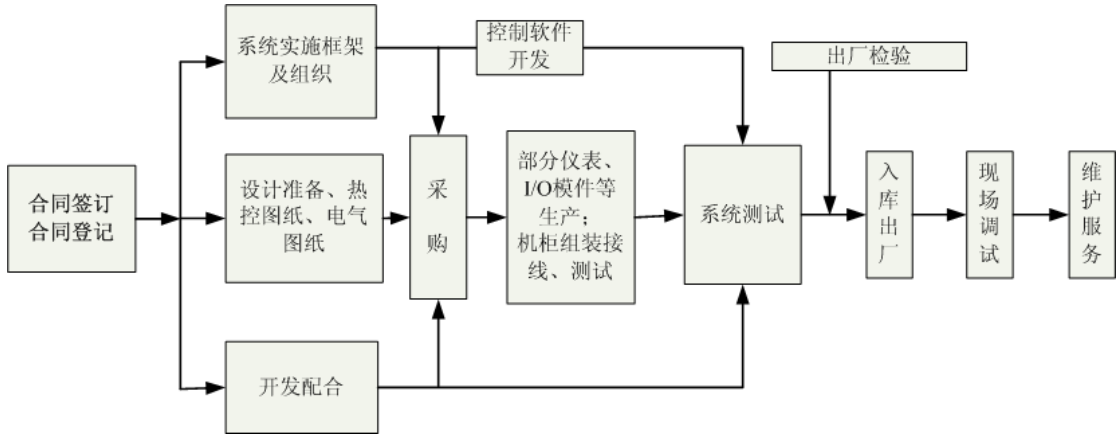 系统实施框架
及组织
控制软件
开发
出厂检验
合同签订
合同登记
设计准备、热
控图纸、电气
图纸
采
购
部分仪表、
I/O模件等
生产；
机柜组装接
线、测试
系统测试
入
库
出
厂
现
场
调
试
维
护
服
务
开发配合